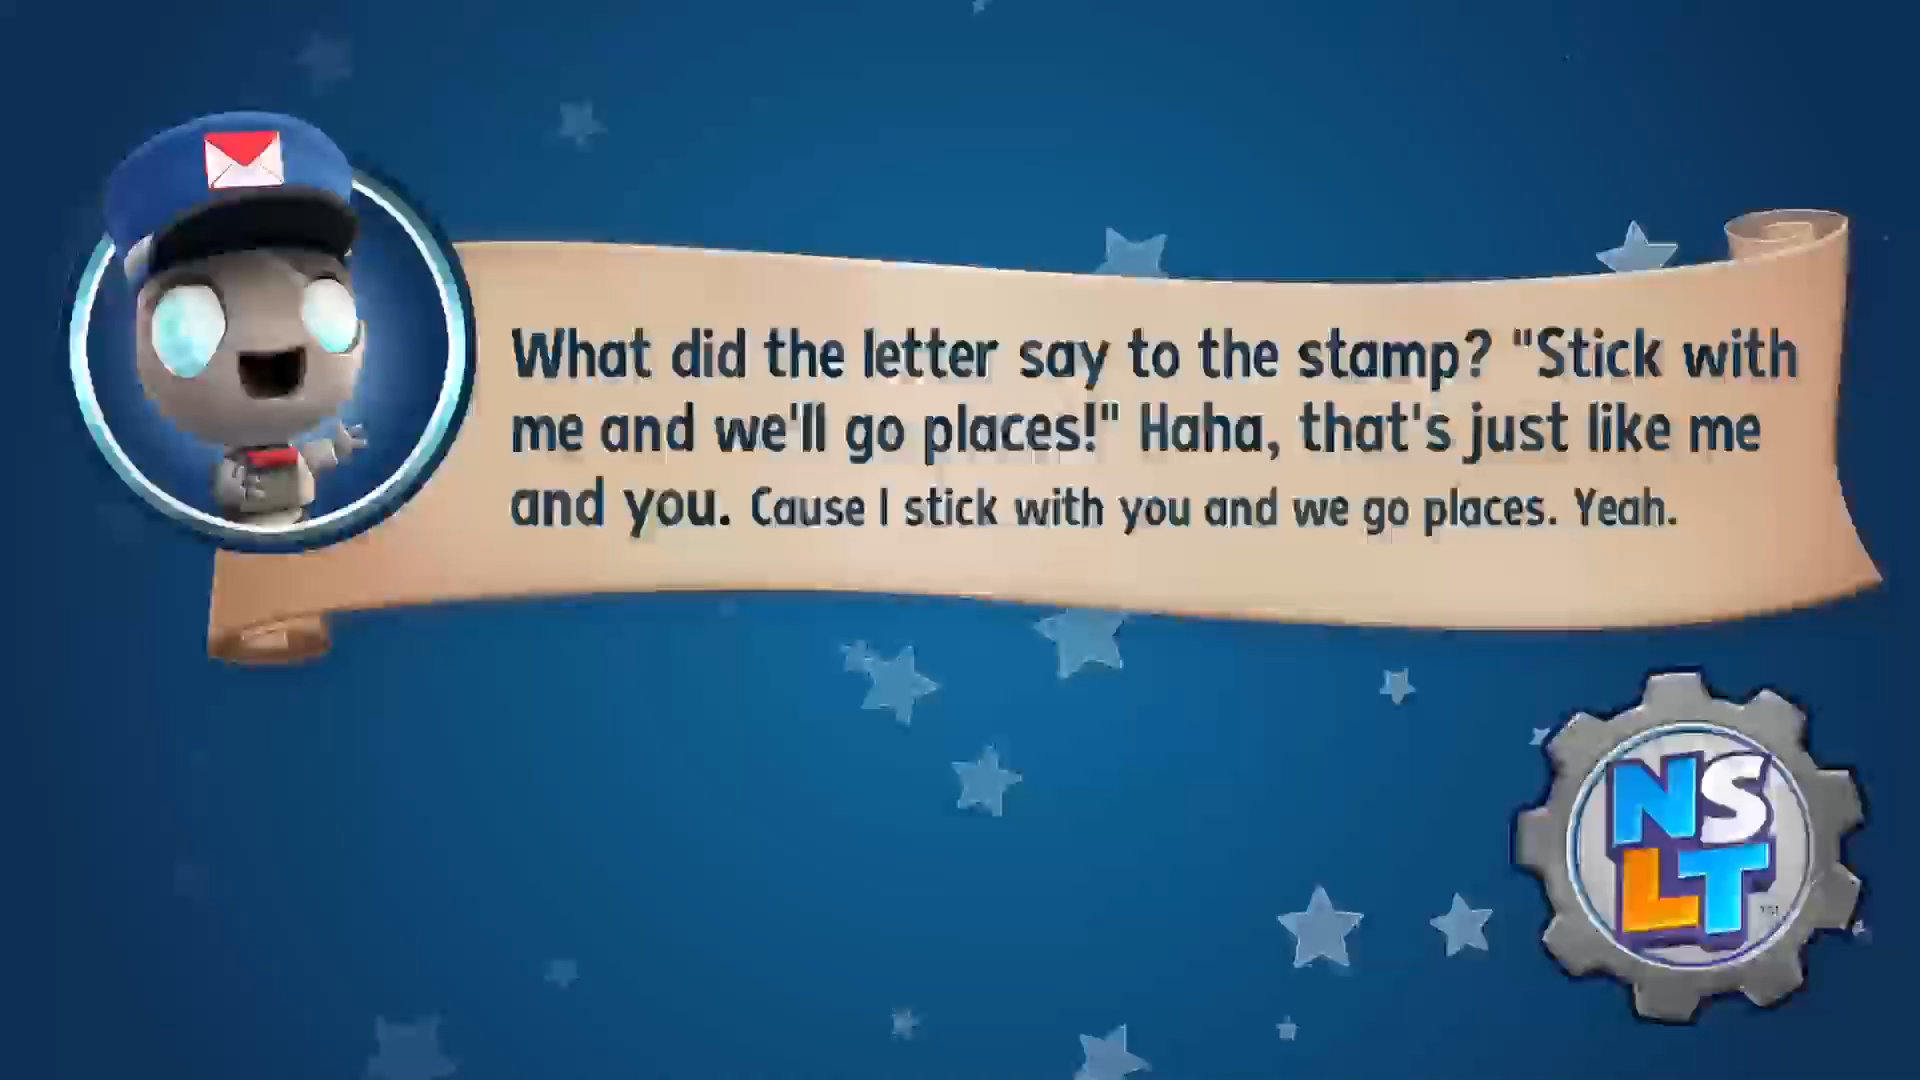 What did the letter say to the stamp? "Stick with
me and we'll go places!" Haha, that's just like me
and you. Cause I stick with you and we go places. Yeah.
NS
LT